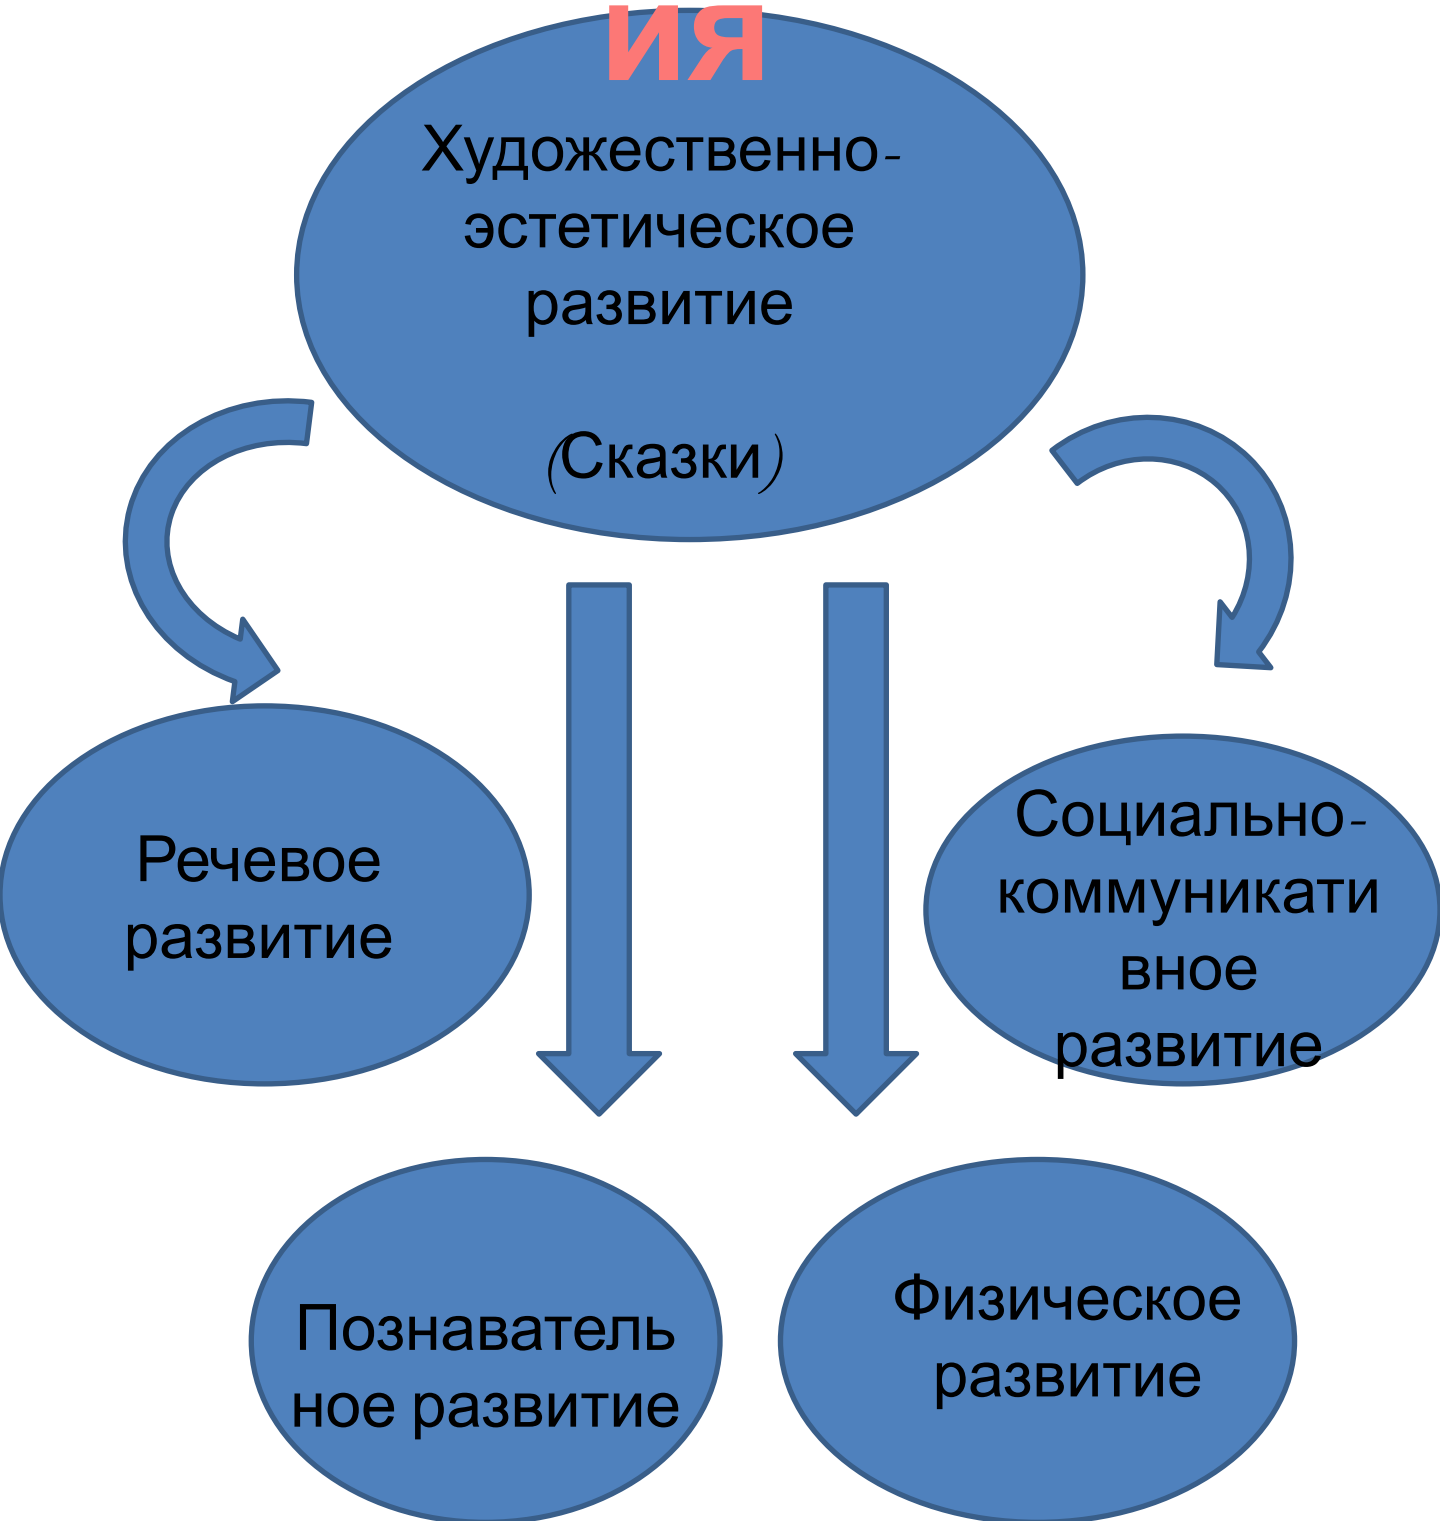 ия
Художественно-
эстетическое
развитие
(Сказки)
Речевое
развитие
Социально-
коммуникати
вное
развитие
Познаватель
ное развитие
Физическое
развитие